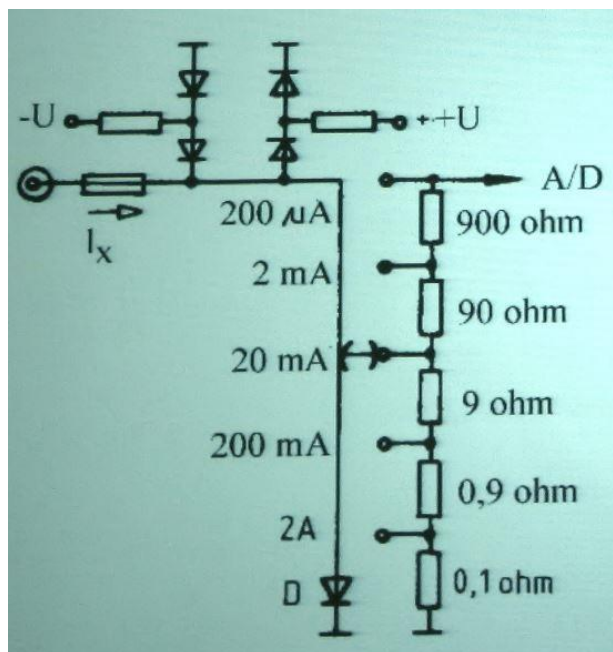 -U
+U
A/D
Ix
200 µA
900 ohm
2 mA
90 ohm
20 mA
9 ohm
200 mA
0,9 ohm
2A
D
0,1 ohm